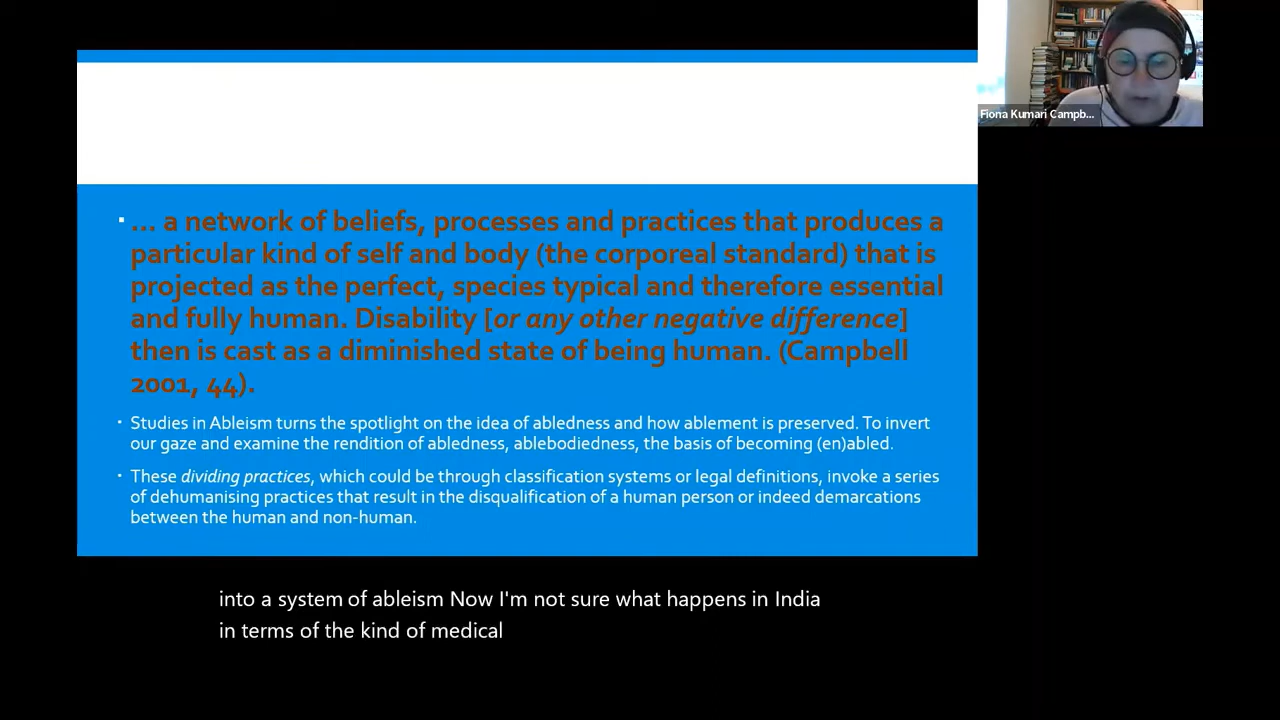 ... a network of beliefs, processes and practices that produces a
particular kind of self and body (the corporeal standard) that is
projected as the perfect, species typical and therefore essential
and fully human. Disability [or any other negative difference]
then is cast as a diminished state of being human. (Campbell
2001, 44).
Studies in Ableism turns the spotlight on the idea of abledness and how ablement is preserved. To invert
our gaze and examine the rendition of abledness, ablebodiedness, the basis of becoming (en)abled.
These dividing practices, which could be through classification systems or legal definitions, invoke a series
of dehumanising practices that result in the disqualification of a human person or indeed demarcations
between the human and non-human.
Fiona Kumari Campb...
into a system of ableism Now I'm not sure what happens in India
in terms of the kind of medical